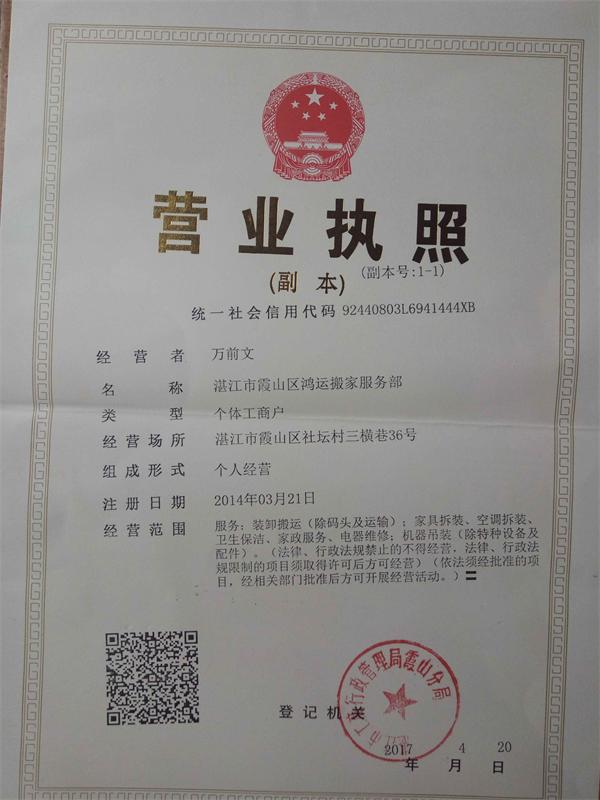 营业执照
(副 本)
(副本号:1-1)
统一社会信用代码 92440803L6941444XB
经营者 万前文
名称 湛江市霞山区鸿运搬家服务部
类型 个体工商户
经营场所 湛江市霞山区社坛村三横巷36号
组成形式 个人经营
注册日期 2014年03月21日
经营范围 服务：装卸搬运（除码头及运输）；家具拆装、空调拆装、
卫生保洁、家政服务、电器维修；机器吊装（除特种设备及
配件）。（法律、行政法规禁止的不得经营，法律、行政法
规限制的项目须取得许可后方可经营）（依法须经批准的项
目，经相关部门批准后方可开展经营活动。）
行政管理局霞山分局
登记机关
2017 4 20
年 月 日